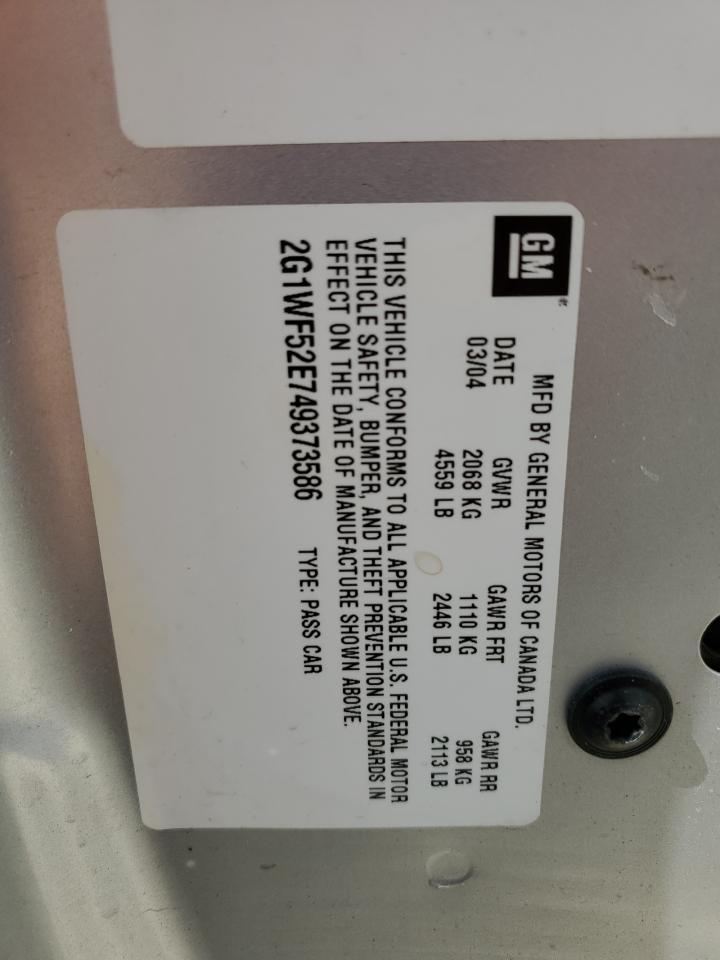 GM
MFD BY GENERAL MOTORS OF CANADA LTD.
DATE GVWR GAWR FRT GAWR RR
03/04 2068 KG 1110 KG 958 KG
4559 LB 2446 LB 2113 LB
THIS VEHICLE CONFORMS TO ALL APPLICABLE U.S. FEDERAL MOTOR
VEHICLE SAFETY, BUMPER, AND THEFT PREVENTION STANDARDS IN
EFFECT ON THE DATE OF MANUFACTURE SHOWN ABOVE.
2G1WF52E749373586 TYPE: PASS CAR